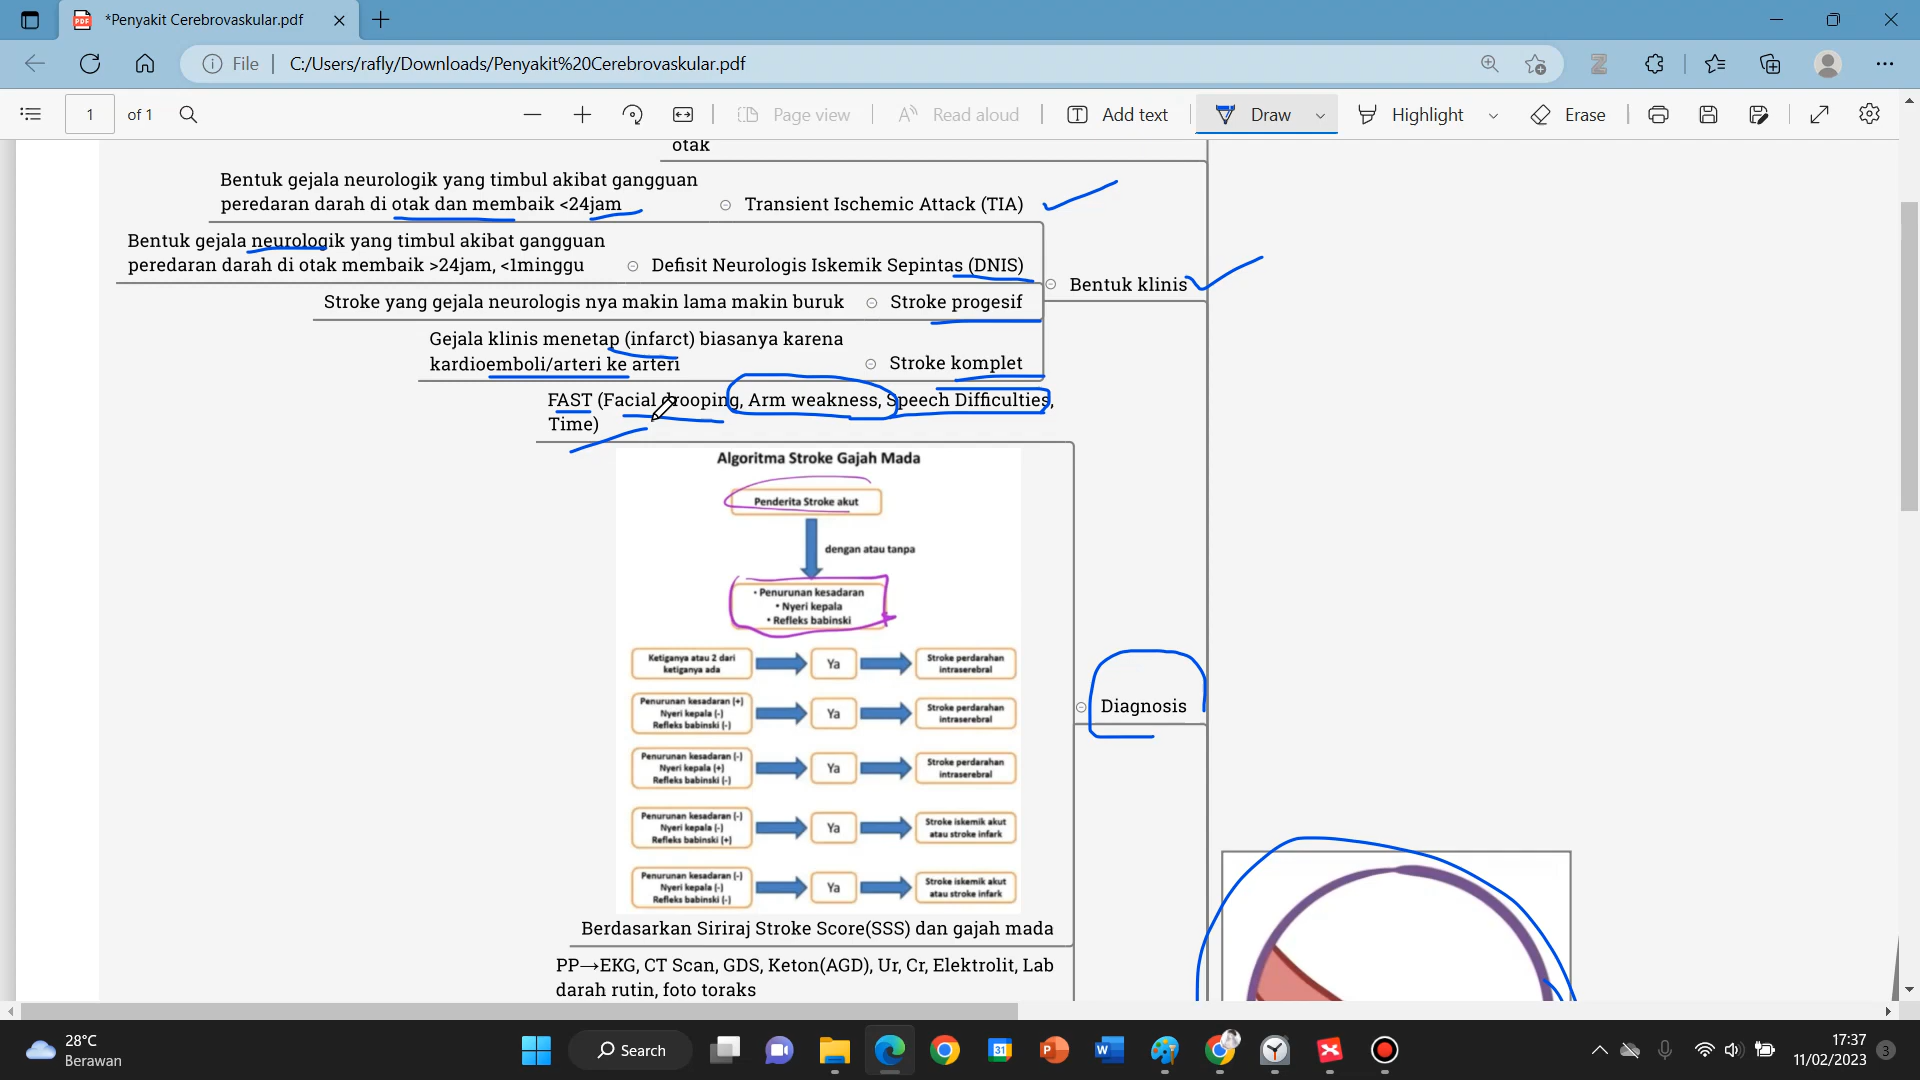 *Penyakit Cerebrovaskular.pdf
File
C:/Users/rafly/Downloads/Penyakit%20Cerebrovaskular.pdf
1 of 1
Page view
Read aloud
Add text
Draw
Highlight
Erase
otak
Bentuk gejala neurologik yang timbul akibat gangguan
peredaran darah di otak dan membaik <24jam
Transient Ischemic Attack (TIA)
Bentuk gejala neurologik yang timbul akibat gangguan
peredaran darah di otak membaik >24jam, <1minggu
Defisit Neurologis Iskemik Sepintas (DNIS)
Bentuk klinis
Stroke yang gejala neurologis nya makin lama makin buruk
Stroke progesif
Gejala klinis menetap (infarct) biasanya karena
kardioemboli/arteri ke arteri
Stroke komplet
FAST (Facial drooping, Arm weakness, Speech Difficulties,
Time)
Algoritma Stroke Gajah Mada
Penderita Stroke akut
dengan atau tanpa
• Penurunan kesadaran
• Nyeri kepala
• Refleks babinski
Ketiganya atau 2 dari
ketiganya ada
Ya
Stroke perdarahan
intraserebral
Penurunan kesadaran (+)
Nyeri kepala (-)
Refleks babinski (-)
Ya
Stroke perdarahan
intraserebral
Diagnosis
Penurunan kesadaran (-)
Nyeri kepala (+)
Refleks babinski (-)
Ya
Stroke perdarahan
intraserebral
Penurunan kesadaran (-)
Nyeri kepala (-)
Refleks babinski (+)
Ya
Stroke iskemik akut
atau stroke infark
Penurunan kesadaran (-)
Nyeri kepala (-)
Refleks babinski (-)
Ya
Stroke iskemik akut
atau stroke infark
Berdasarkan Siriraj Stroke Score(SSS) dan gajah mada
PP→EKG, CT Scan, GDS, Keton(AGD), Ur, Cr, Elektrolit, Lab
darah rutin, foto toraks
28°C
Berawan
Search
31
17:37
11/02/2023
3